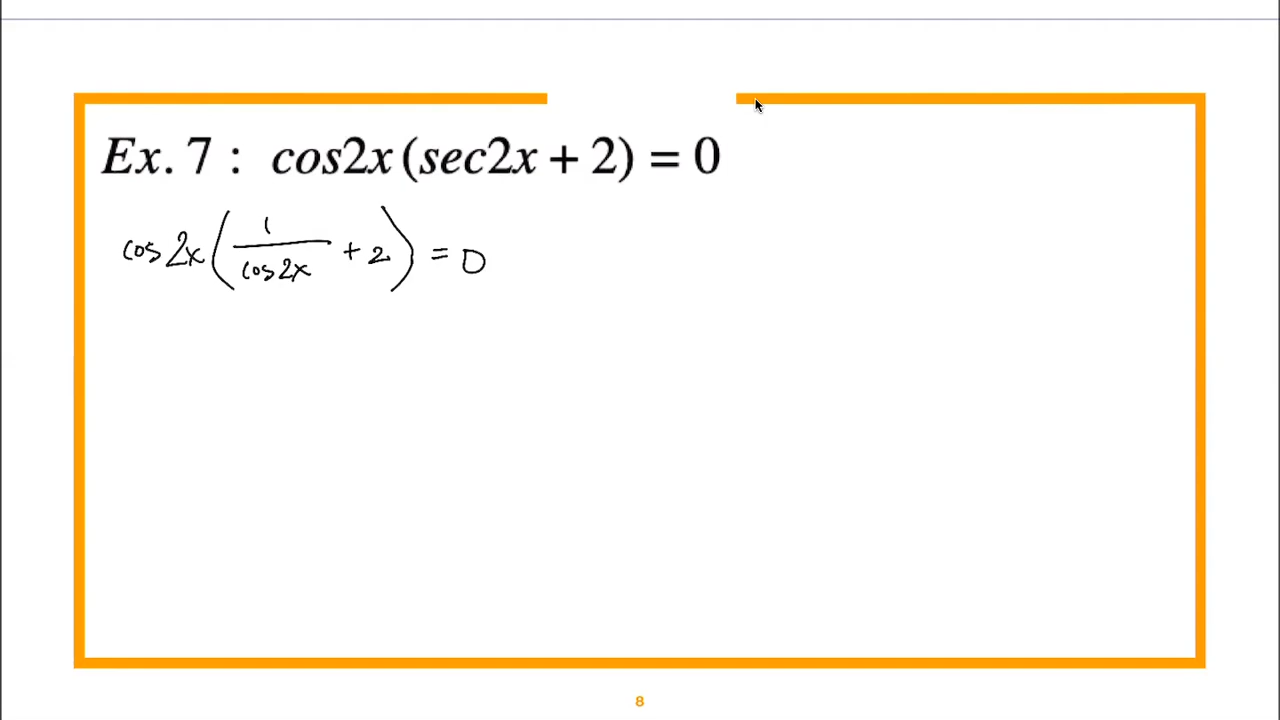 Ex. 7 : cos2x (sec2x + 2) = 0
cos 2x ( 1/cos 2x + 2 ) = 0
8